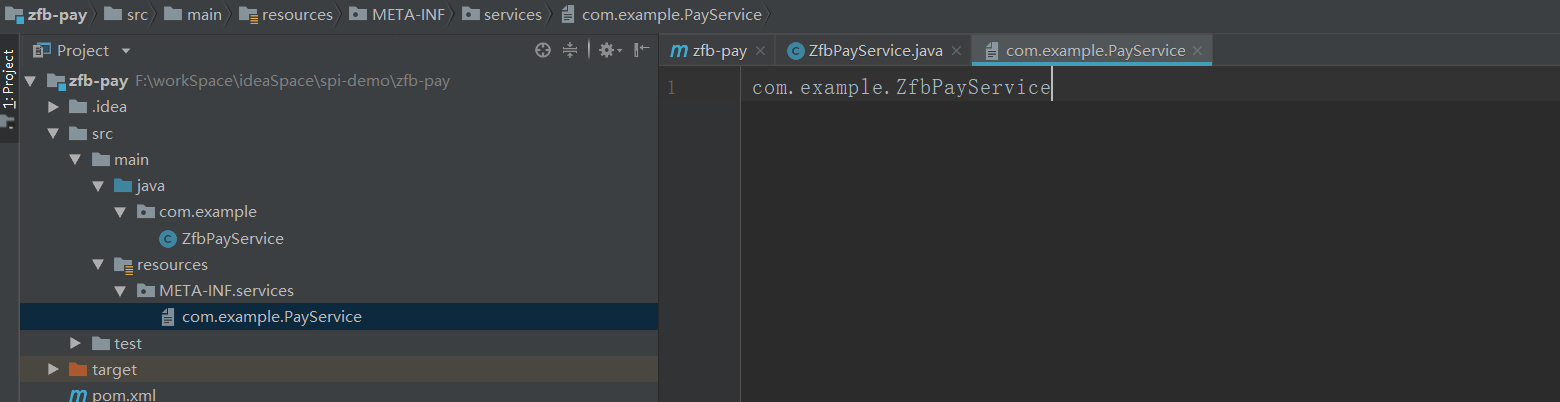 zfb-pay src main resources META-INF services com.example.PayService
1: Project
Project
zfb-pay F:\workSpace\ideaSpace\spi-demo\zfb-pay
.idea
src
main
java
com.example
ZfbPayService
resources
META-INF.services
com.example.PayService
test
target
pom.xml
zfb-pay ZfbPayService.java com.example.PayService
1 com.example.ZfbPayService